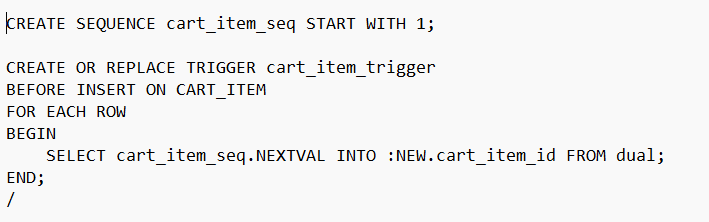 CREATE SEQUENCE cart_item_seq START WITH 1;
CREATE OR REPLACE TRIGGER cart_item_trigger
BEFORE INSERT ON CART_ITEM
FOR EACH ROW
BEGIN
    SELECT cart_item_seq.NEXTVAL INTO :NEW.cart_item_id FROM dual;
END;
/